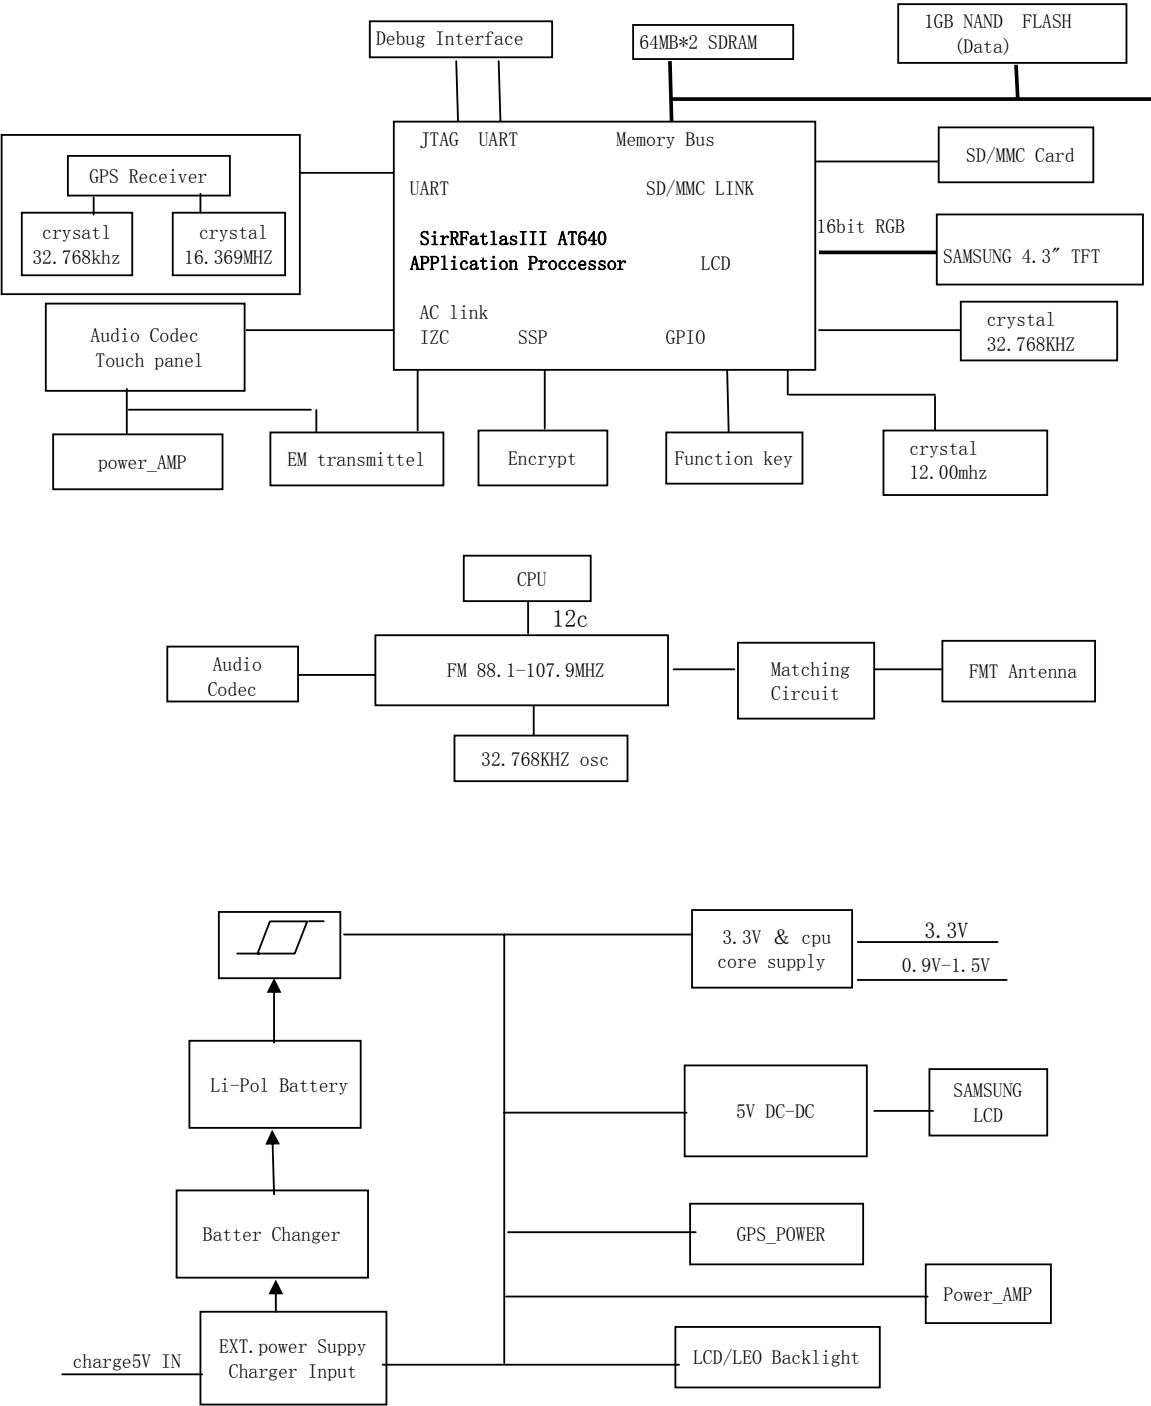 1GB NAND FLASH
(Data)
Debug Interface
64MB*2 SDRAM
JTAG UART
Memory Bus
SD/MMC Card
GPS Receiver
UART
SD/MMC LINK
crysatl
32.768khz
crystal
16.369MHZ
16bit RGB
SirRFatlasIII AT640
APPlication Proccessor
LCD
SAMSUNG 4.3″ TFT
AC link
IZC
SSP
GPIO
crystal
32.768KHZ
Audio Codec
Touch panel
power_AMP
EM transmittel
Encrypt
Function key
crystal
12.00mhz
CPU
12c
Audio
Codec
FM 88.1-107.9MHZ
Matching
Circuit
FMT Antenna
32.768KHZ osc
3.3V & cpu
core supply
3.3V
0.9V-1.5V
Li-Pol Battery
5V DC-DC
SAMSUNG
LCD
Batter Changer
GPS_POWER
Power_AMP
charge5V IN
EXT.power Suppy
Charger Input
LCD/LEO Backlight